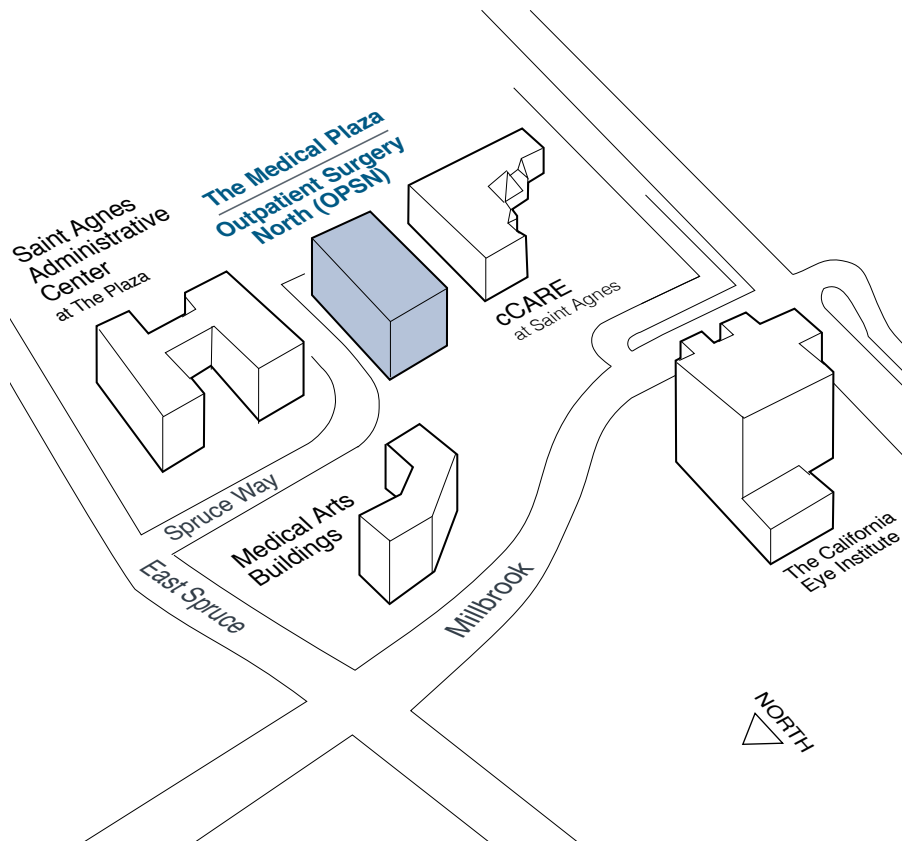 The Medical Plaza
Outpatient Surgery
North (OPSN)
Saint Agnes
Administrative
Center
at The Plaza
cCARE
at Saint Agnes
Spruce Way
Medical Arts
Buildings
East Spruce
Millbrook
The California
Eye Institute
NORTH